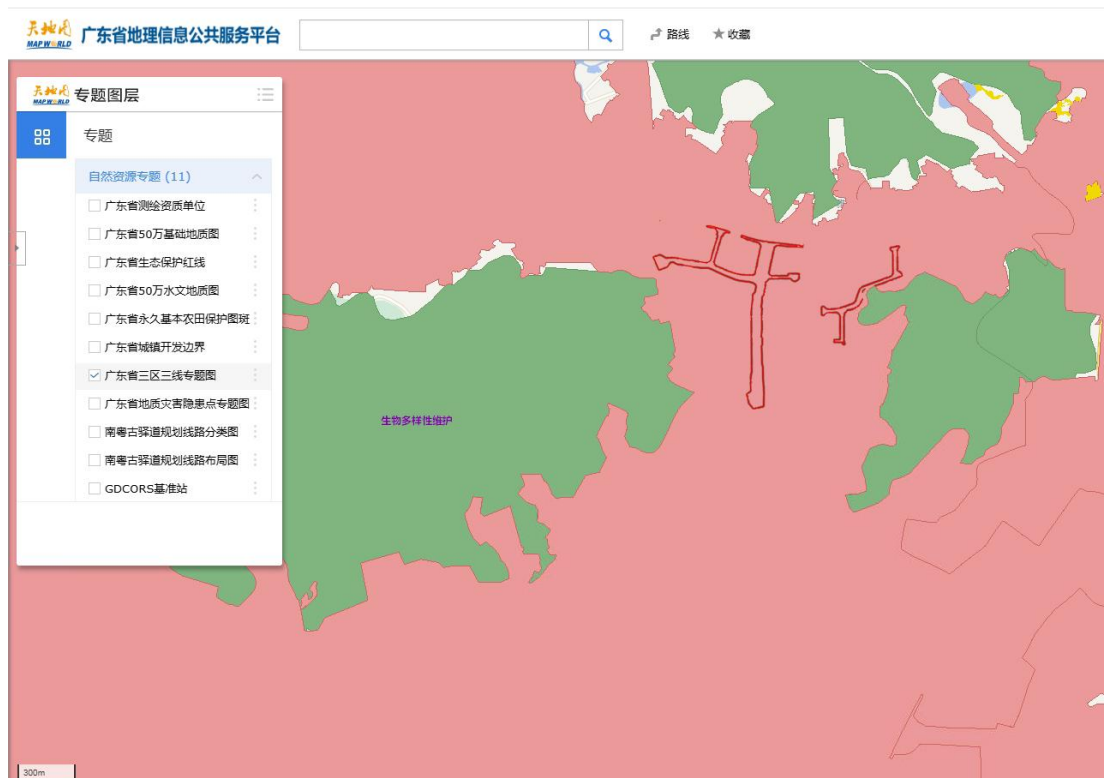 天地图
MAP WORLD
广东省地理信息公共服务平台
路线
收藏
天地图
MAP WORLD
专题图层
专题
自然资源专题 (11)
广东省测绘资质单位
广东省50万基础地质图
广东省生态保护红线
广东省50万水文地质图
广东省永久基本农田保护图斑
广东省城镇开发边界
广东省三区三线专题图
广东省地质灾害隐患点专题图
南粤古驿道规划线路分类图
南粤古驿道规划线路布局图
GDCORS基准站
生物多样性维护
300m